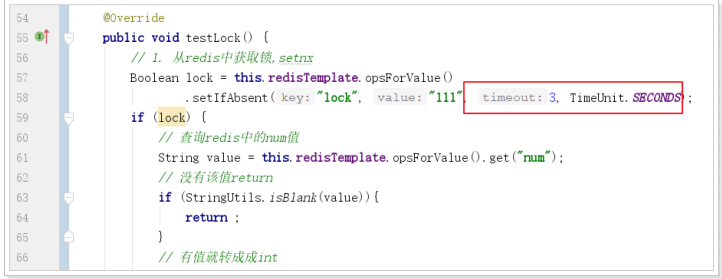 54 @Override
55 public void testLock() {
56 // 1. 从redis中获取锁,setnx
57 Boolean lock = this.redisTemplate.opsForValue()
58 .setIfAbsent( key: "lock", value: "111", timeout: 3, TimeUnit.SECONDS);
59 if (lock) {
60 // 查询redis中的num值
61 String value = this.redisTemplate.opsForValue().get("num");
62 // 没有该值return
63 if (StringUtils.isBlank(value)){
64 return ;
65 }
66 // 有值就转成成int